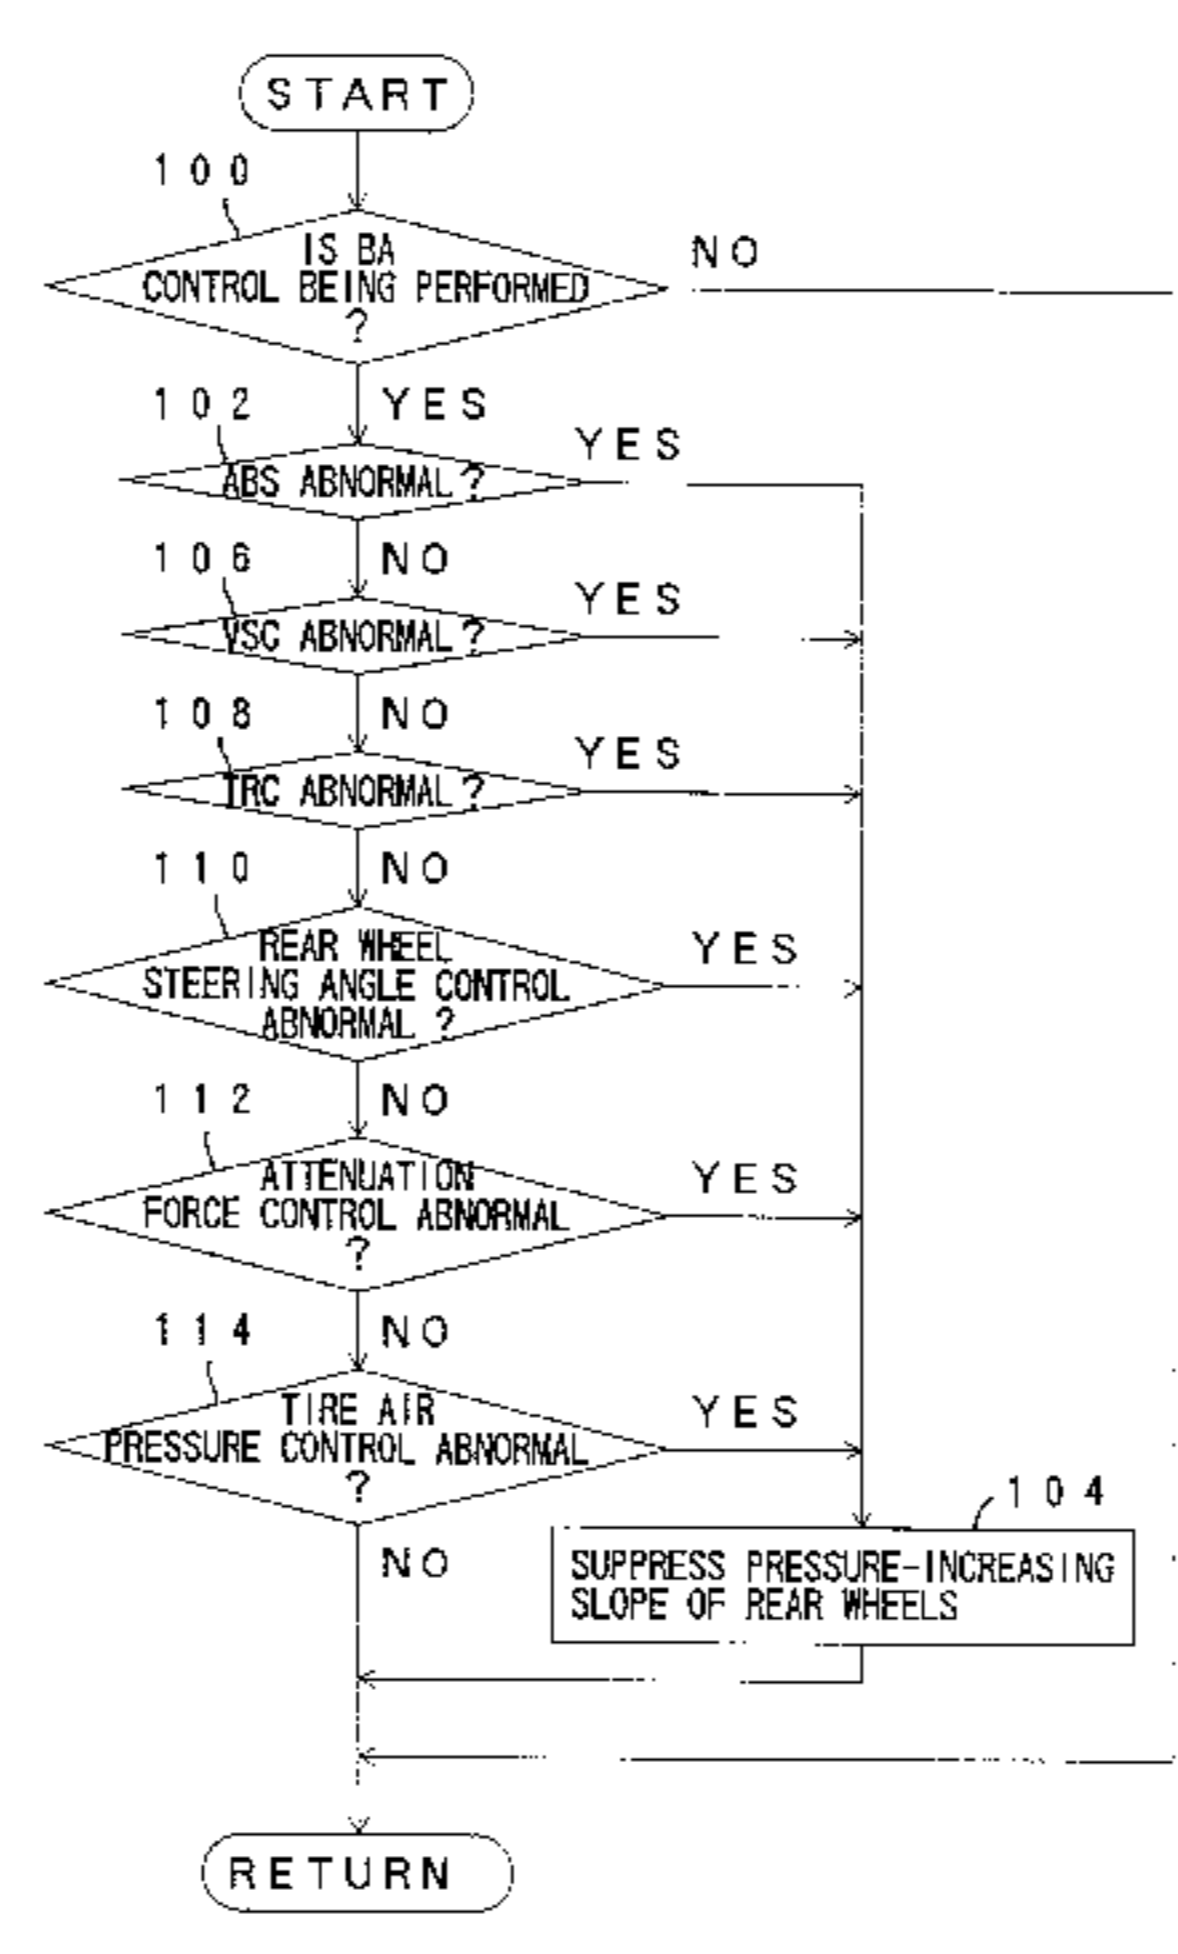 START
100
IS BA
CONTROL BEING PERFORMED
?
NO
YES
102
ABS ABNORMAL?
YES
NO
106
VSC ABNORMAL?
YES
NO
108
TRC ABNORMAL?
YES
NO
110
REAR WHEEL
STEERING ANGLE CONTROL
ABNORMAL ?
YES
NO
112
ATTENUATION
FORCE CONTROL ABNORMAL
?
YES
NO
114
TIRE AIR
PRESSURE CONTROL ABNORMAL
?
YES
NO
104
SUPPRESS PRESSURE-INCREASING
SLOPE OF REAR WHEELS
RETURN